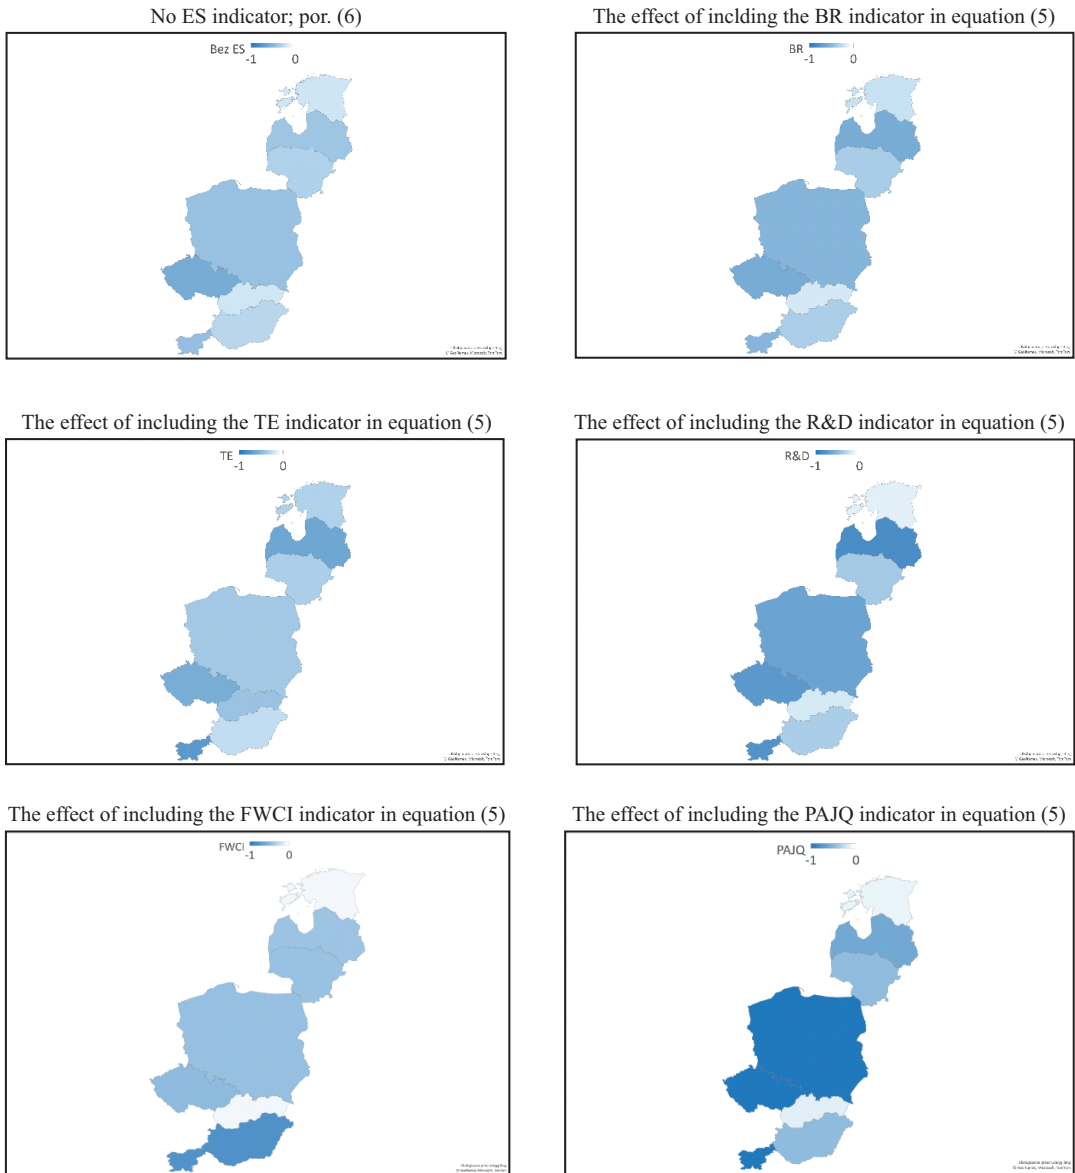 No ES indicator; por. (6)
Bez ES
-1 0
The effect of inclding the BR indicator in equation (5)
BR
-1 0
The effect of including the TE indicator in equation (5)
TE
-1 0
The effect of including the R&D indicator in equation (5)
R&D
-1 0
The effect of including the FWCI indicator in equation (5)
FWCI
-1 0
The effect of including the PAJQ indicator in equation (5)
PAJQ
-1 0